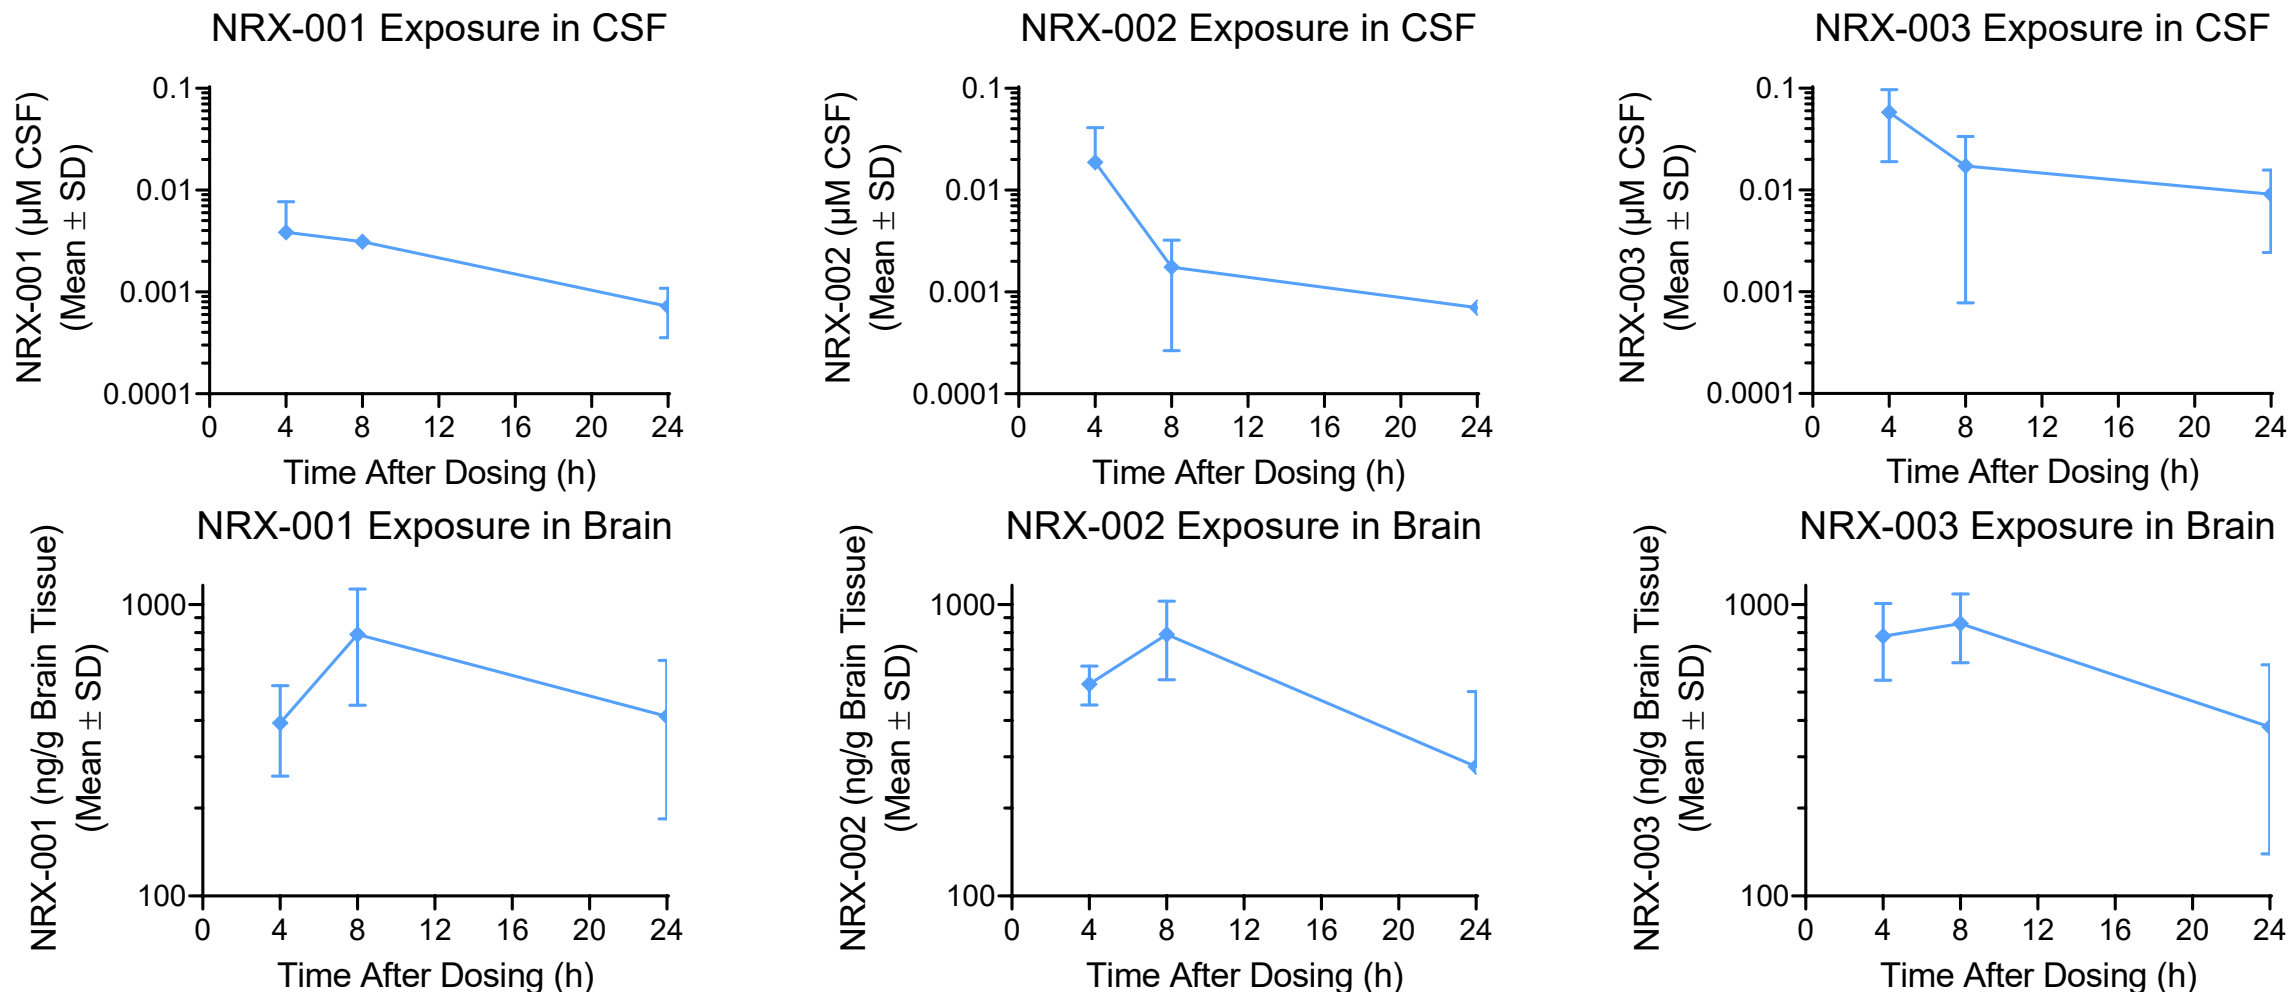 NRX-001 Exposure in CSF
NRX-001 (µM CSF)
(Mean ± SD)
0.1
0.01
0.001
0.0001
0 4 8 12 16 20 24
Time After Dosing (h)
NRX-002 Exposure in CSF
NRX-002 (µM CSF)
(Mean ± SD)
0.1
0.01
0.001
0.0001
0 4 8 12 16 20 24
Time After Dosing (h)
NRX-003 Exposure in CSF
NRX-003 (µM CSF)
(Mean ± SD)
0.1
0.01
0.001
0.0001
0 4 8 12 16 20 24
Time After Dosing (h)
NRX-001 Exposure in Brain
NRX-001 (ng/g Brain Tissue)
(Mean ± SD)
1000
100
0 4 8 12 16 20 24
Time After Dosing (h)
NRX-002 Exposure in Brain
NRX-002 (ng/g Brain Tissue)
(Mean ± SD)
1000
100
0 4 8 12 16 20 24
Time After Dosing (h)
NRX-003 Exposure in Brain
NRX-003 (ng/g Brain Tissue)
(Mean ± SD)
1000
100
0 4 8 12 16 20 24
Time After Dosing (h)